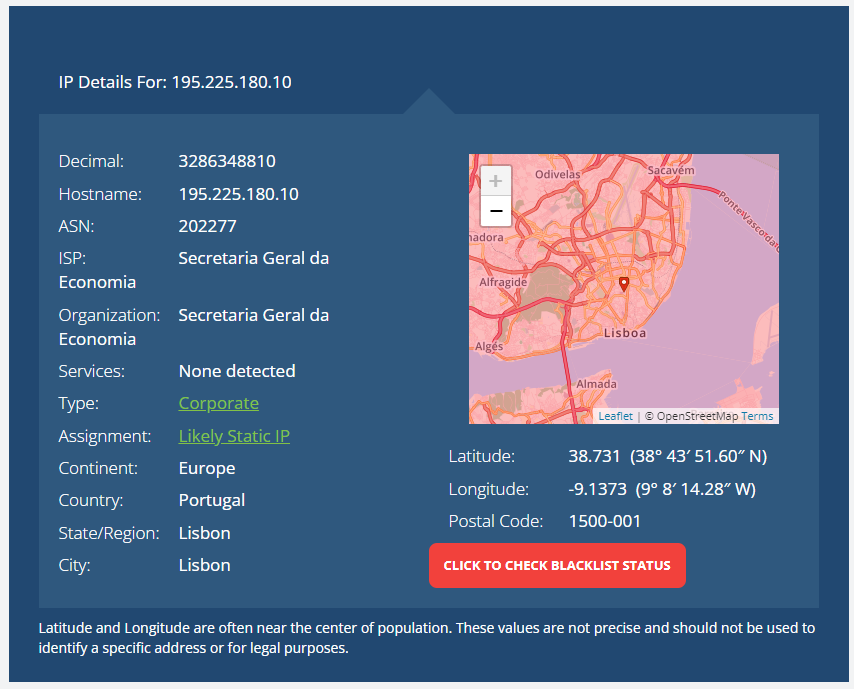 IP Details For: 195.225.180.10
Decimal: 3286348810
Hostname: 195.225.180.10
ASN: 202277
ISP: Secretaria Geral da
Economia
Organization: Secretaria Geral da
Economia
Services: None detected
Type: Corporate
Assignment: Likely Static IP
Continent: Europe
Country: Portugal
State/Region: Lisbon
City: Lisbon
+
−
Odivelas
Sacavém
nadora
Alfragide
Lisboa
Algés
Almada
Leaflet | © OpenStreetMap Terms
Latitude: 38.731 (38° 43′ 51.60″ N)
Longitude: -9.1373 (9° 8′ 14.28″ W)
Postal Code: 1500-001
CLICK TO CHECK BLACKLIST STATUS
Latitude and Longitude are often near the center of population. These values are not precise and should not be used to
identify a specific address or for legal purposes.